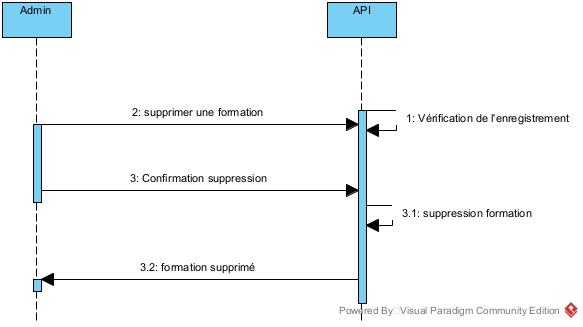 Admin
API
2: supprimer une formation
1: Vérification de l'enregistrement
3: Confirmation suppression
3.1: suppression formation
3.2: formation supprimé
Powered By Visual Paradigm Community Edition